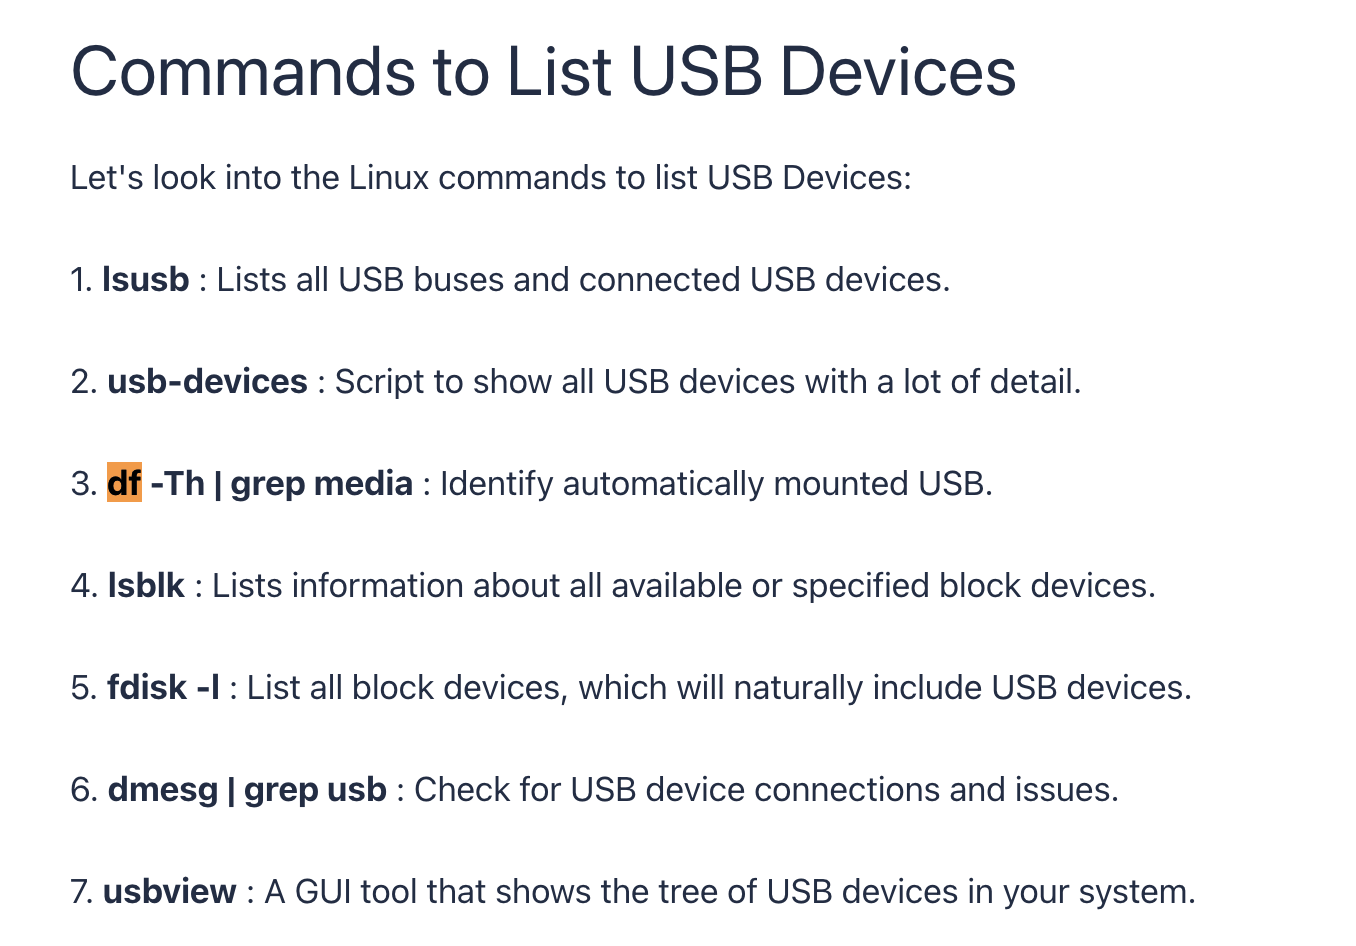 Commands to List USB Devices
Let's look into the Linux commands to list USB Devices:
1. lsusb : Lists all USB buses and connected USB devices.
2. usb-devices : Script to show all USB devices with a lot of detail.
3. df -Th | grep media : Identify automatically mounted USB.
4. lsblk : Lists information about all available or specified block devices.
5. fdisk -l : List all block devices, which will naturally include USB devices.
6. dmesg | grep usb : Check for USB device connections and issues.
7. usbview : A GUI tool that shows the tree of USB devices in your system.